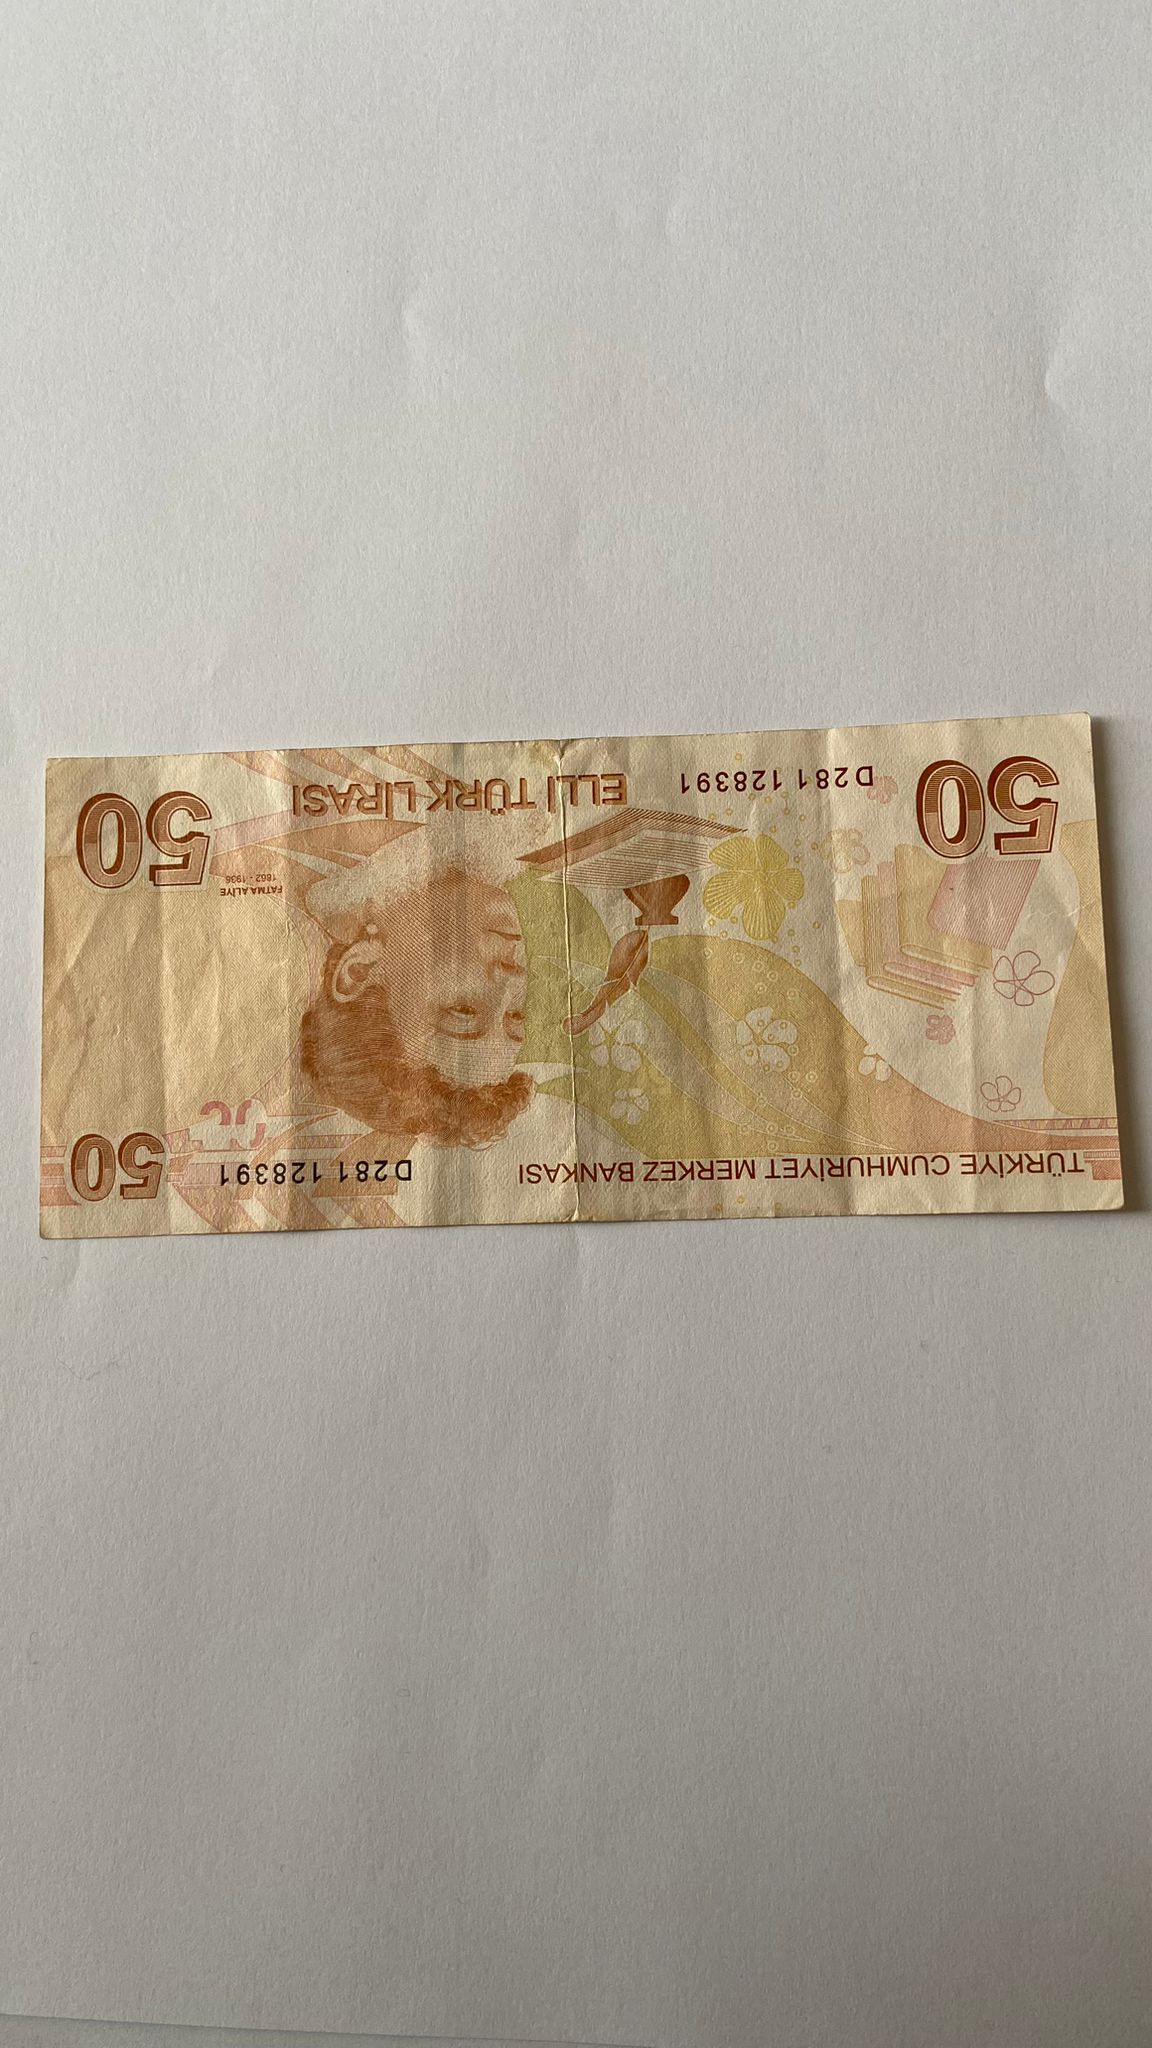 TÜRKİYE CUMHURİYET MERKEZ BANKASI
D281 128391
50
FATMA ALİYE
1862 - 1936
50
D281 128391
ELLİ TÜRK LİRASI
50